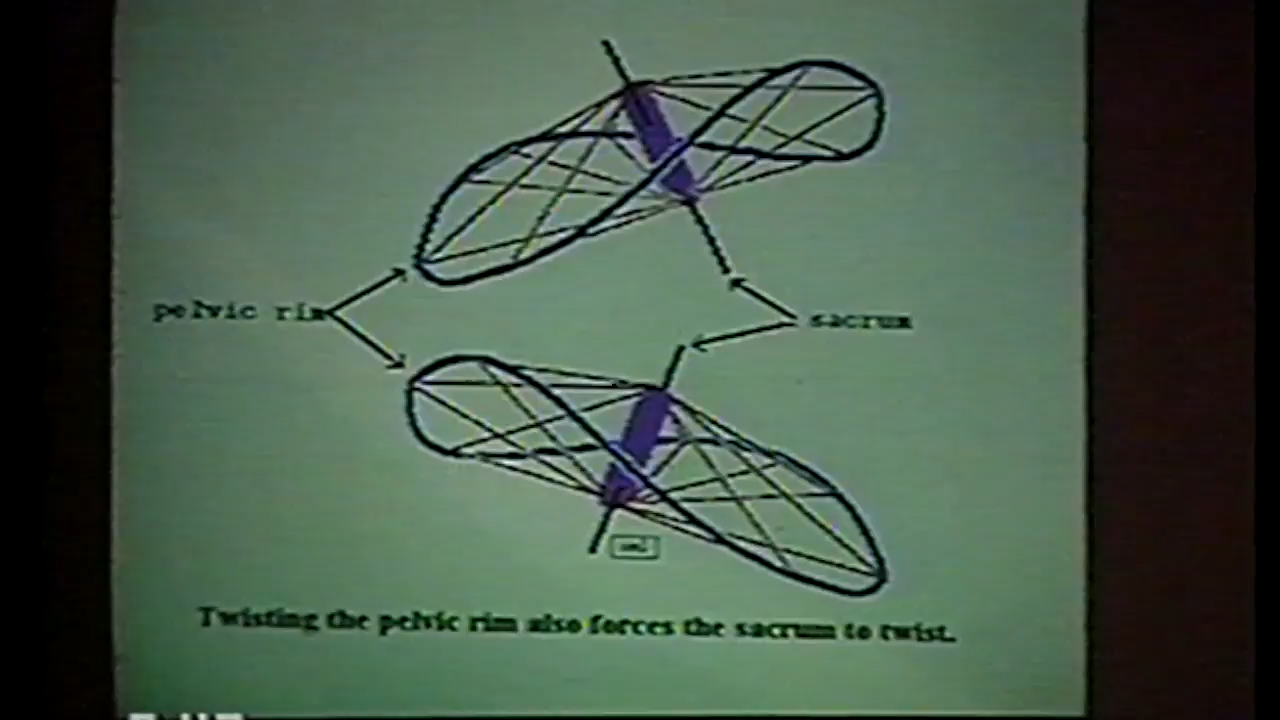 pelvic rim
sacrum
Twisting the pelvic rim also forces the sacrum to twist.